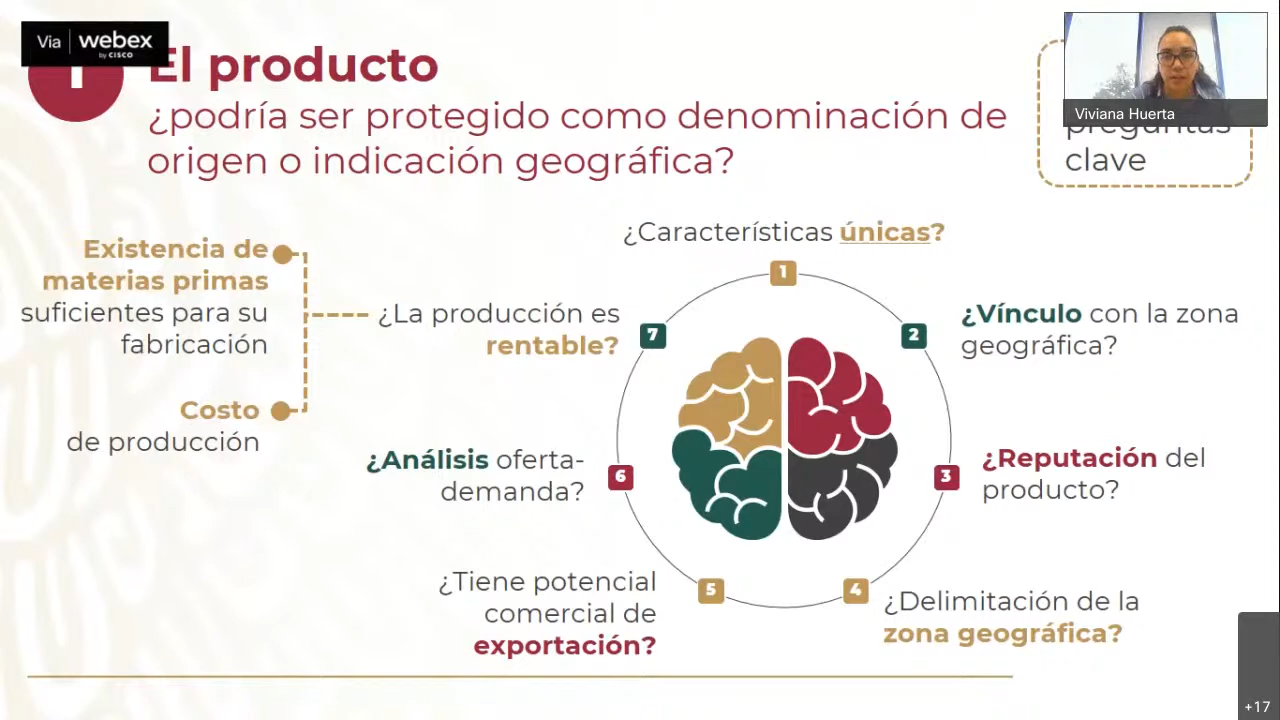 Via webex
by CISCO
El producto
¿podría ser protegido como denominación de
origen o indicación geográfica?
Viviana Huerta
preguntas
clave
¿Características únicas?
1
¿Vínculo con la zona
geográfica?
2
¿Reputación del
producto?
3
¿Delimitación de la
zona geográfica?
4
¿Tiene potencial
comercial de
exportación?
5
¿Análisis oferta-
demanda?
6
¿La producción es
rentable?
7
Existencia de
materias primas
suficientes para su
fabricación
Costo
de producción
+17